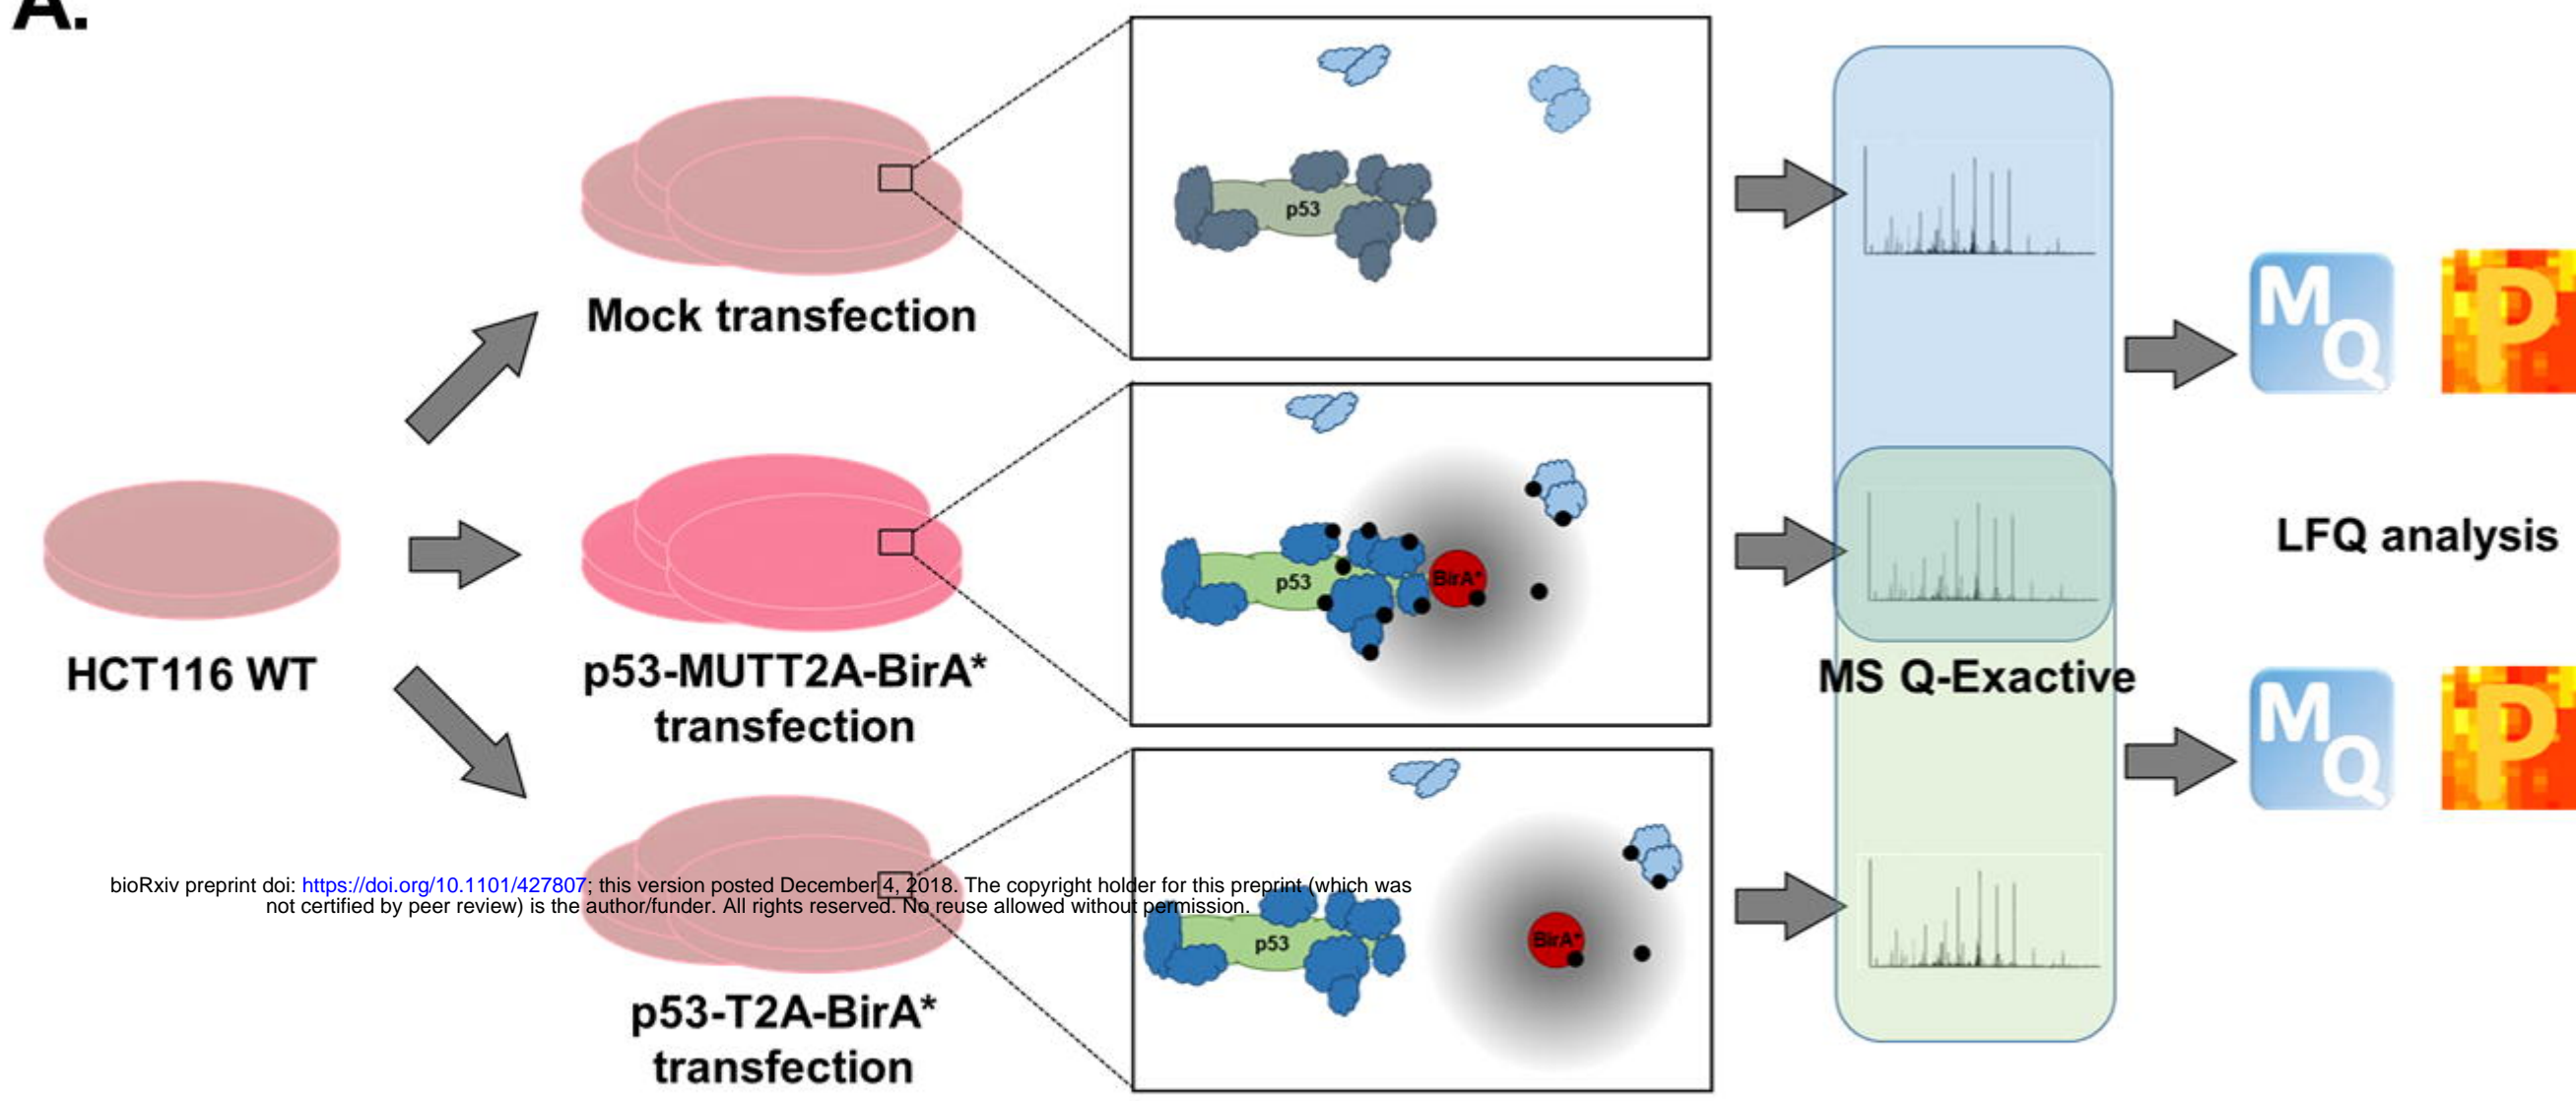 A.
p53
Mock transfection
M
Q
P
HCT116 WT
p53-MUTT2A-BirA*
transfection
p53
BirA*
MS Q-Exactive
LFQ analysis
M
Q
P
bioRxiv preprint doi: https://doi.org/10.1101/427807; this version posted December 4, 2018. The copyright holder for this preprint (which was
not certified by peer review) is the author/funder. All rights reserved. No reuse allowed without permission.
p53
BirA*
p53-T2A-BirA*
transfection